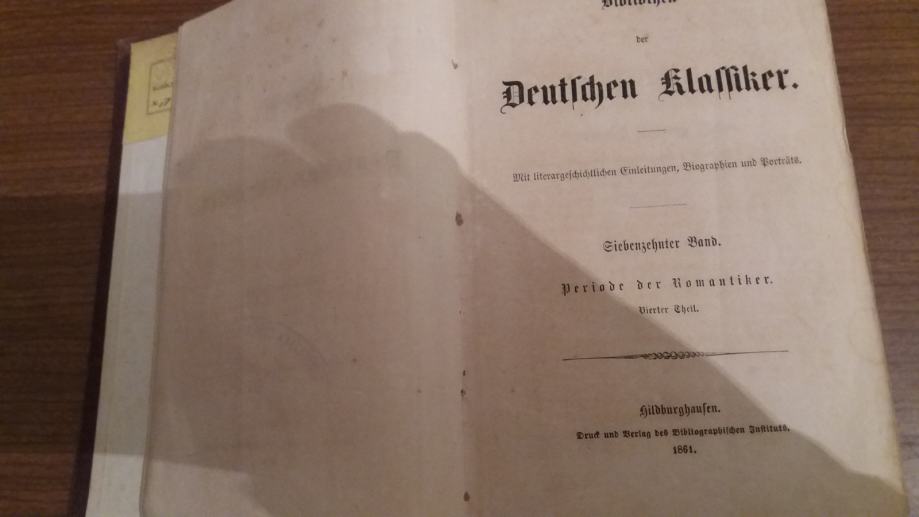 Bibliothek
der
Deutſchen Klaſſiker.
Mit literargeſchichtlichen Einleitungen, Biographien und Porträts.
Siebenzehnter Band.
Periode der Romantiker.
Vierter Theil.
Hildburghauſen.
Druck und Verlag des Bibliographiſchen Inſtituts.
1861.